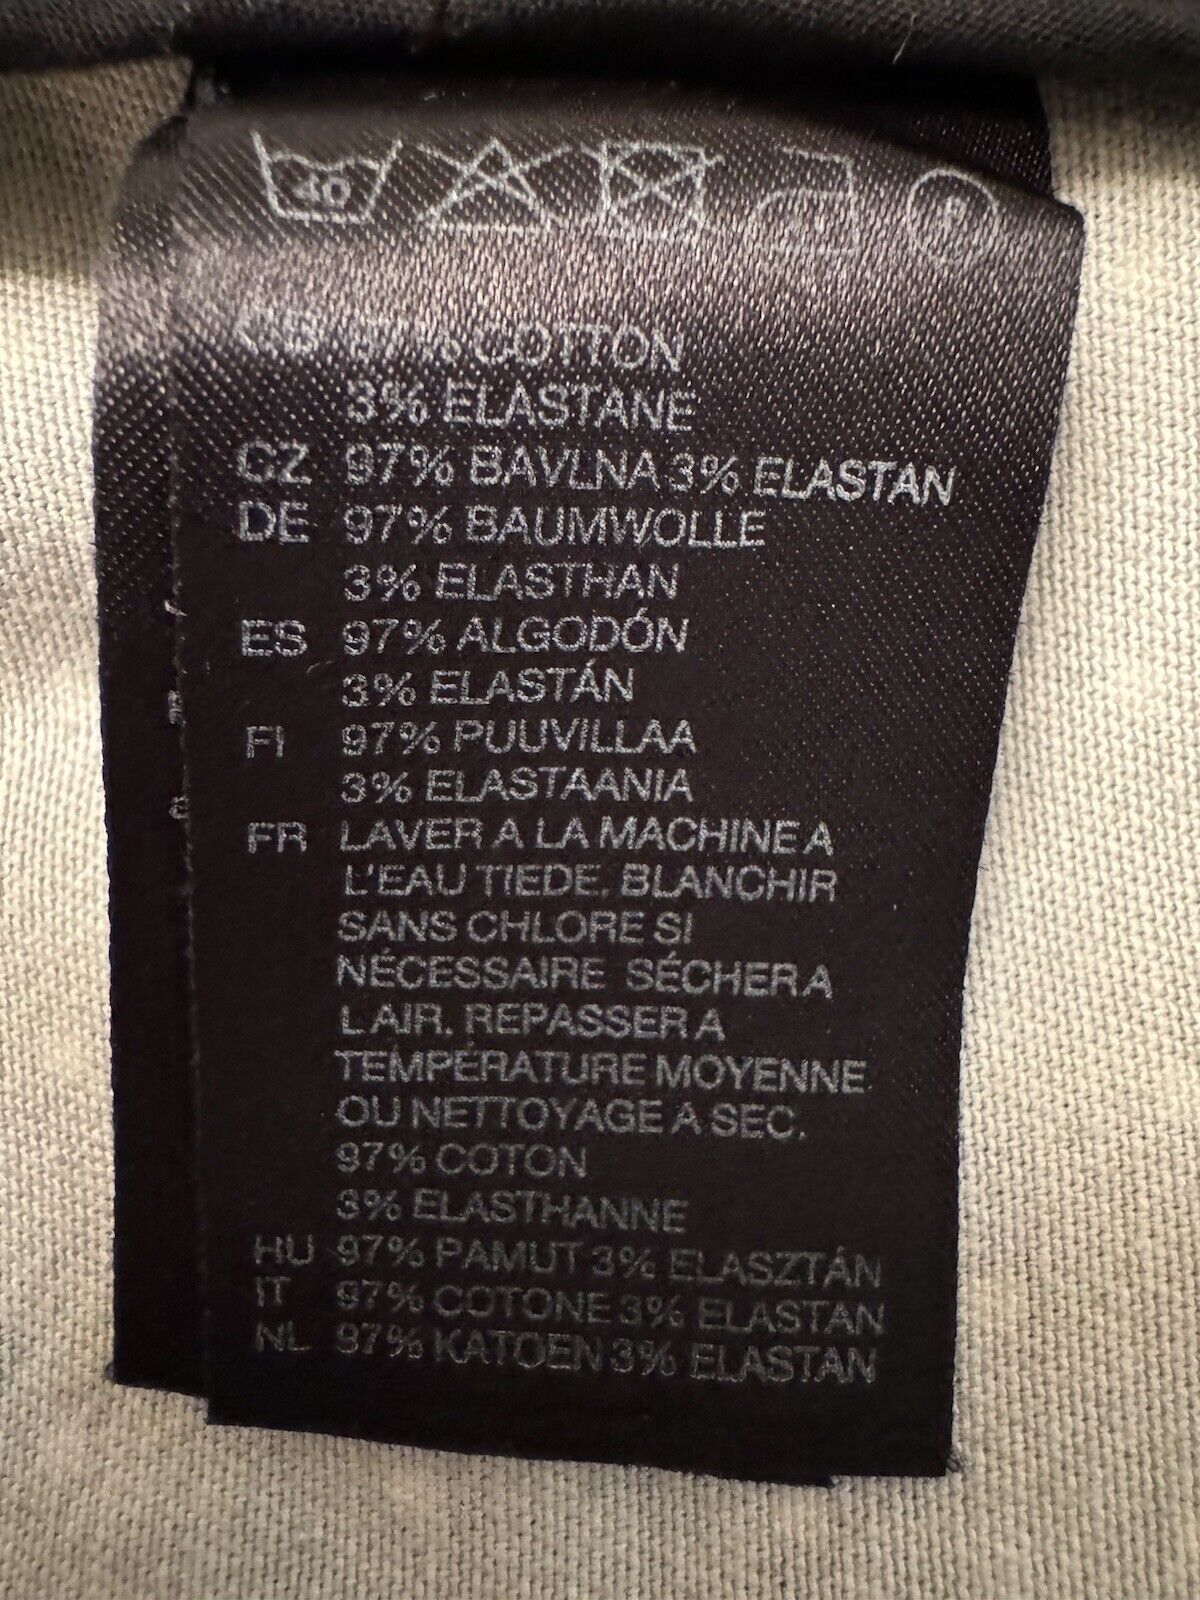 40
P
COTTON
3% ELASTANE
CZ 97% BAVLNA 3% ELASTAN
DE 97% BAUMWOLLE
3% ELASTHAN
ES 97% ALGODÓN
3% ELASTÁN
FI 97% PUUVILLAA
3% ELASTAANIA
FR LAVER A LA MACHINE A
L'EAU TIEDE. BLANCHIR
SANS CHLORE SI
NÉCESSAIRE SÉCHER A
L AIR. REPASSER A
TEMPÉRATURE MOYENNE
OU NETTOYAGE A SEC.
97% COTON
3% ELASTHANNE
HU 97% PAMUT 3% ELASZTÁN
IT 97% COTONE 3% ELASTAN
NL 97% KATOEN 3% ELASTAN